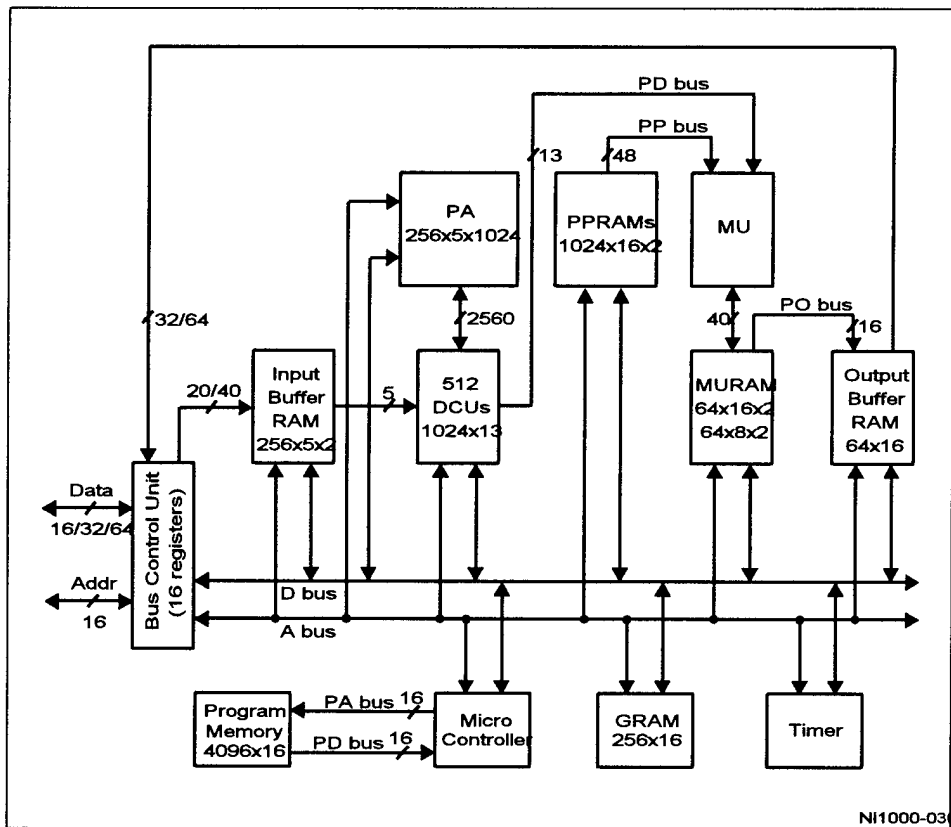 PD bus
PP bus
13
48
PA
256x5x1024
PPRAMs
1024x16x2
MU
32/64
2560
40
PO bus
16
20/40
Input
Buffer
RAM
256x5x2
5
512
DCUs
1024x13
MURAM
64x16x2
64x8x2
Output
Buffer
RAM
64x16
Data
16/32/64
Addr
16
Bus Control Unit
(16 registers)
D bus
A bus
Program
Memory
4096x16
PA bus
16
PD bus
16
Micro
Controller
GRAM
256x16
Timer